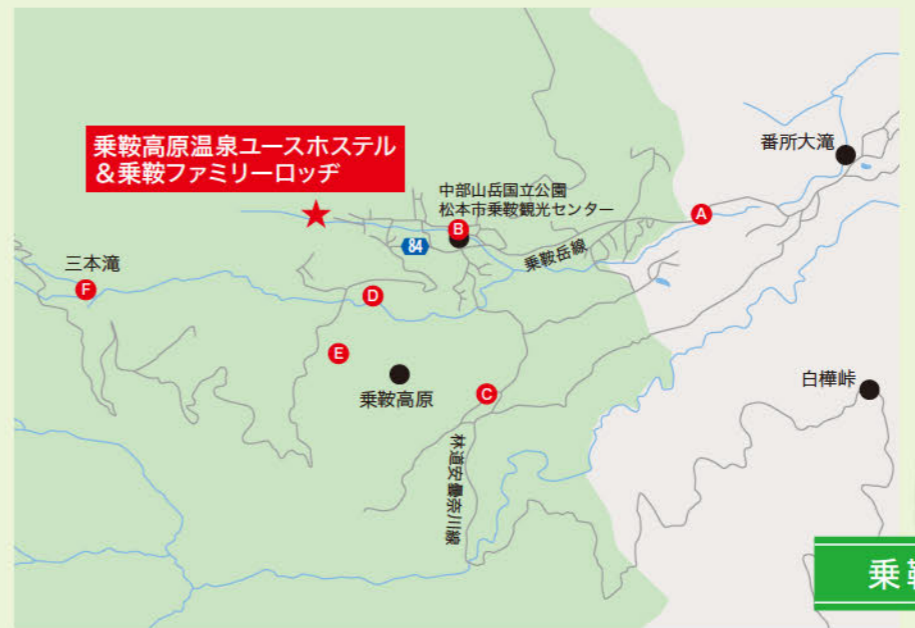 番所大滝
乗鞍高原温泉ユースホステル
&乗鞍ファミリーロッヂ
中部山岳国立公園
松本市乗鞍観光センター
A
B
84
乗鞍岳線
三本滝
F
D
E
乗鞍高原
C
白樺峠
林道安曇奈川線
乗鞍